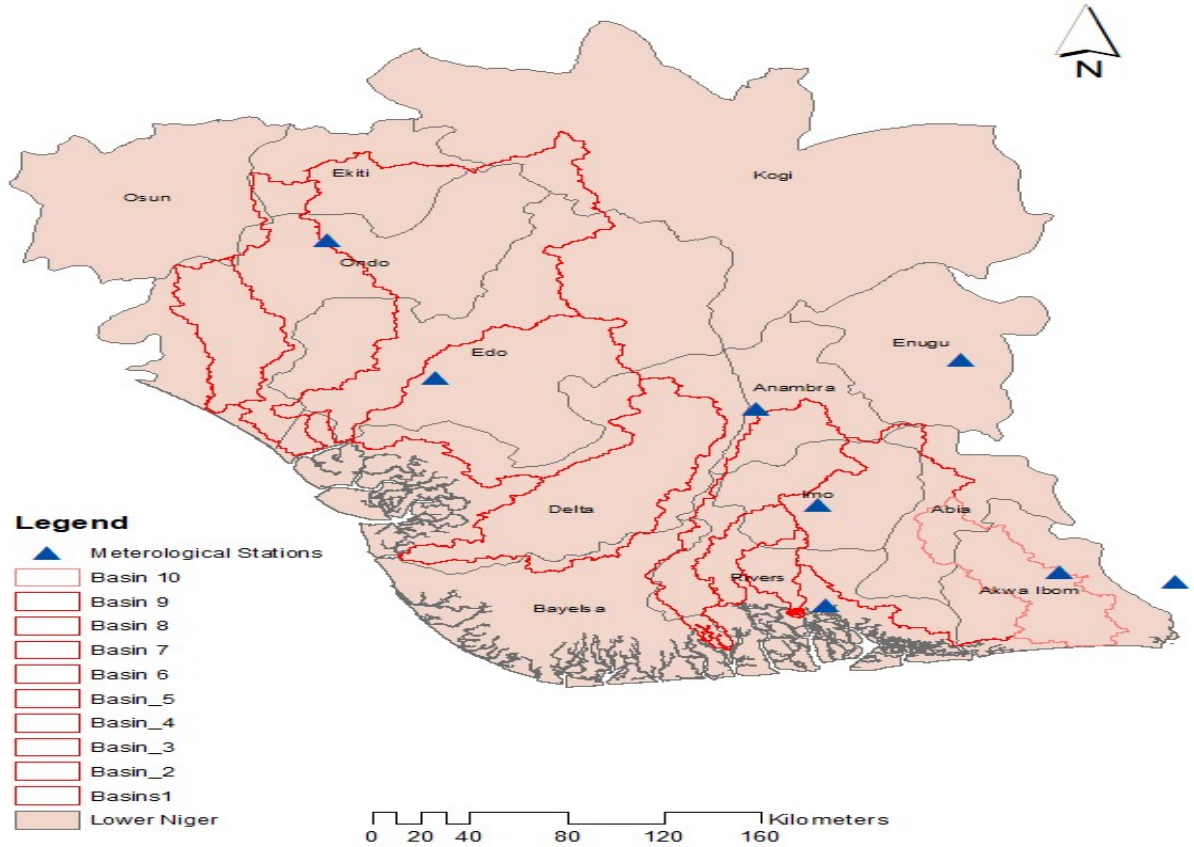 N
Kogi
Ekiti
Osun
Ondo
Enugu
Edo
Anambra
Imo
Delta
Abia
Rivers
Akwa Ibom
Bayelsa
Legend
Meterological Stations
Basin 10
Basin 9
Basin 8
Basin 7
Basin 6
Basin_5
Basin_4
Basin_3
Basin_2
Basins1
Lower Niger
Kilometers
0 20 40 80 120 160